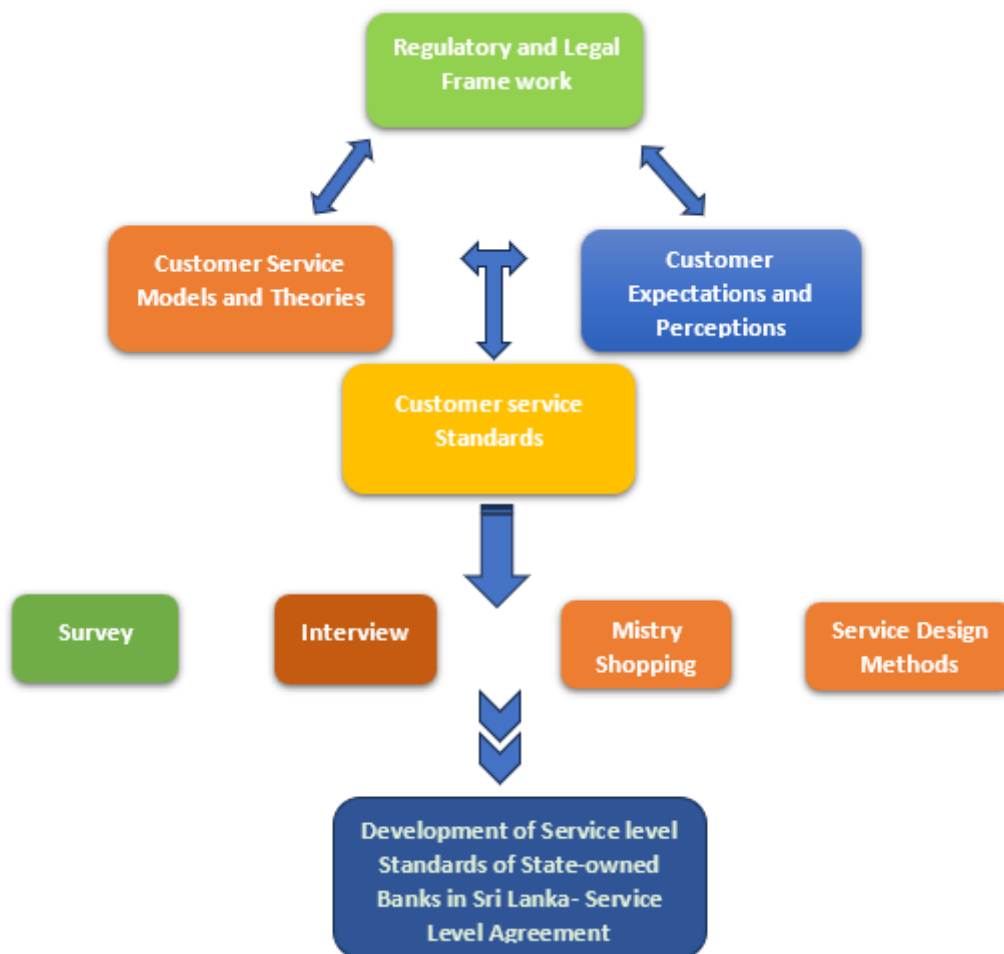 Regulatory and Legal
Frame work
Customer Service
Models and Theories
Customer
Expectations and
Perceptions
Customer service
Standards
Survey
Interview
Mistry
Shopping
Service Design
Methods
Development of Service level
Standards of State-owned
Banks in Sri Lanka- Service
Level Agreement